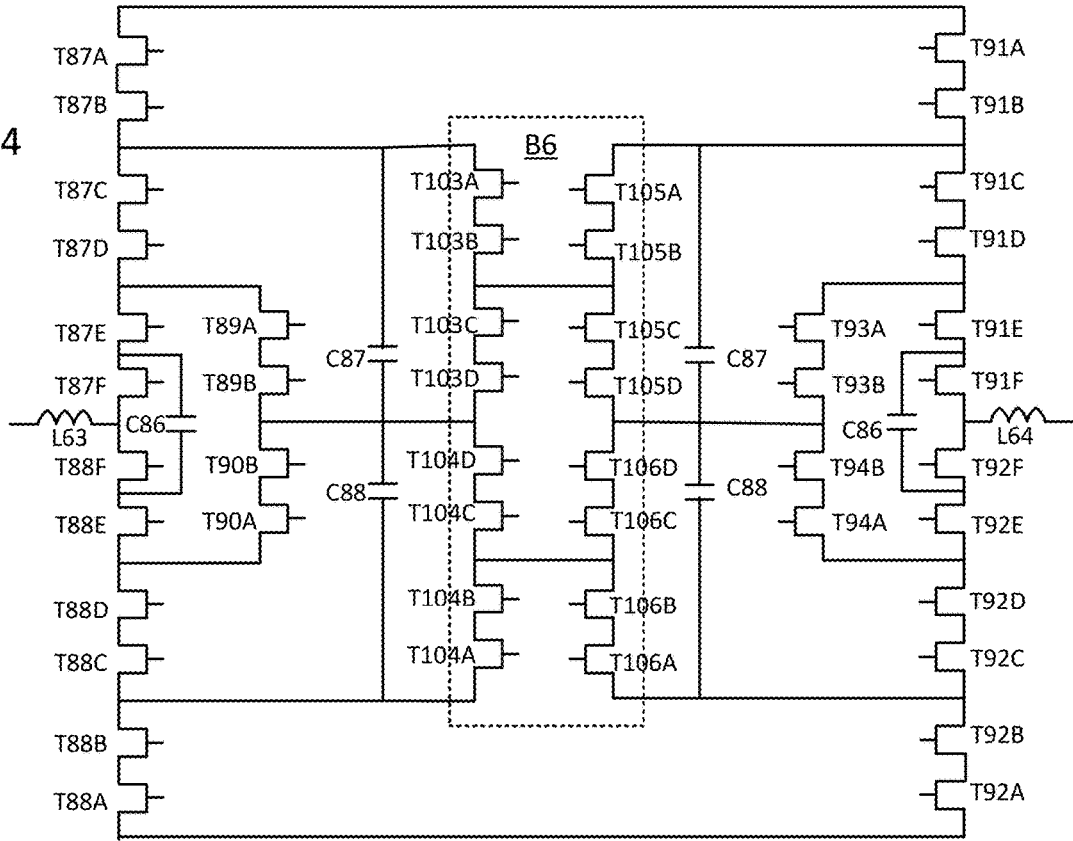 T87A
T91A
T87B
T91B
4
B6
T103A
T105A
T87C
T91C
T103B
T105B
T87D
T91D
T87E
T89A
T103C
T105C
T93A
T91E
C87
C87
T87F
T89B
T103D
T105D
T93B
T91F
L63
C86
C86
L64
T88F
T90B
T104D
T106D
T94B
T92F
C88
C88
T88E
T90A
T104C
T106C
T94A
T92E
T88D
T104B
T106B
T92D
T88C
T104A
T106A
T92C
T88B
T92B
T88A
T92A